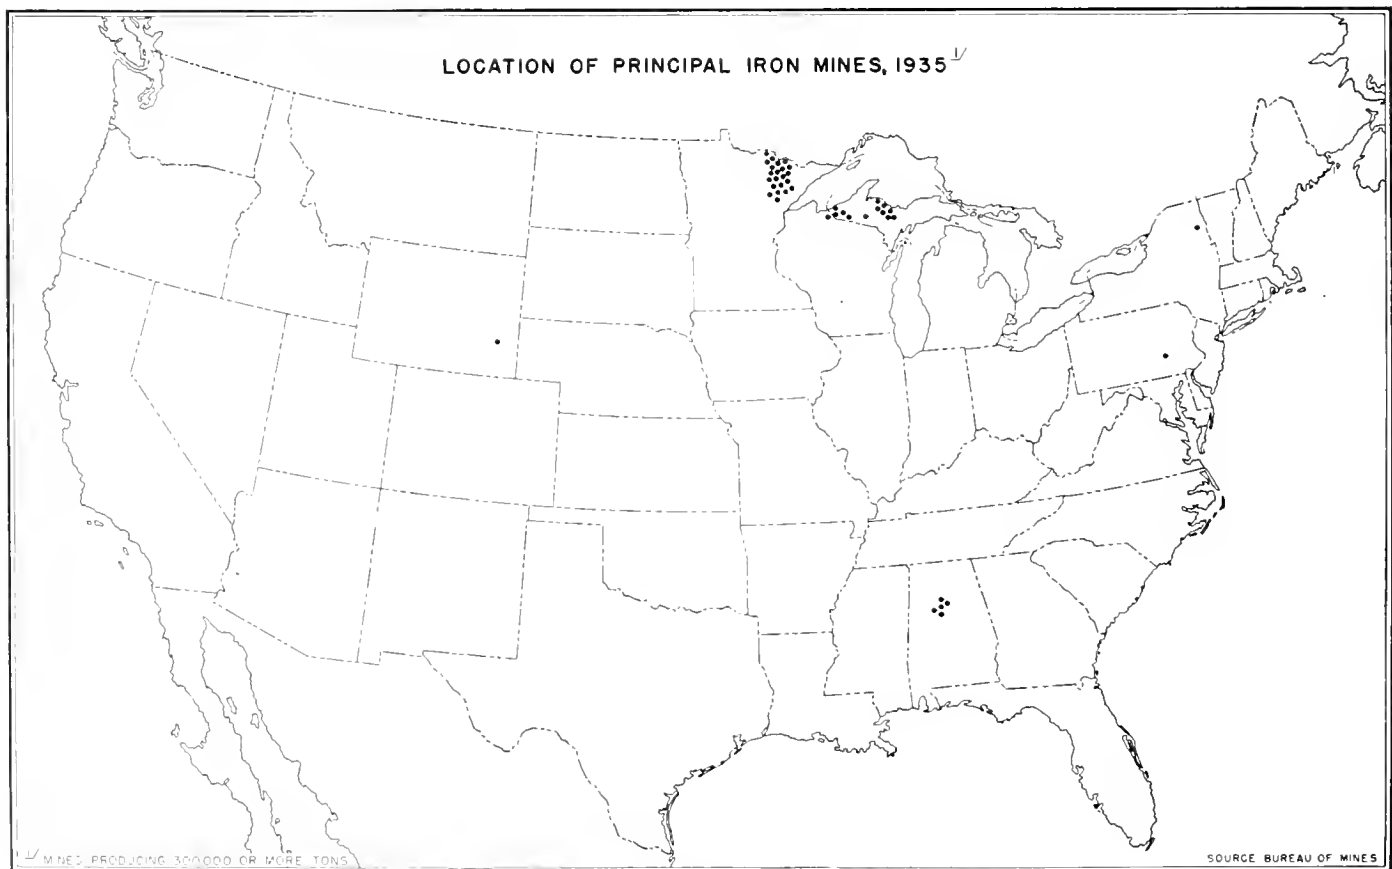 LOCATION OF PRINCIPAL IRON MINES, 1935 1/
1/ MINES PRODUCING 300,000 OR MORE TONS
SOURCE BUREAU OF MINES